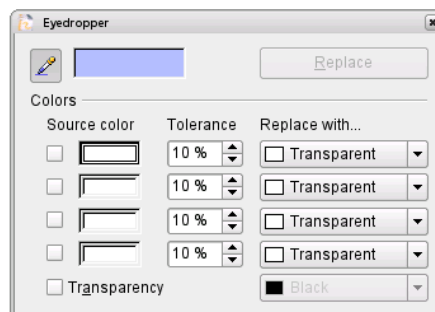 Eyedropper
Replace
Colors
Source color Tolerance Replace with...
10 % Transparent
10 % Transparent
10 % Transparent
10 % Transparent
Transparency Black